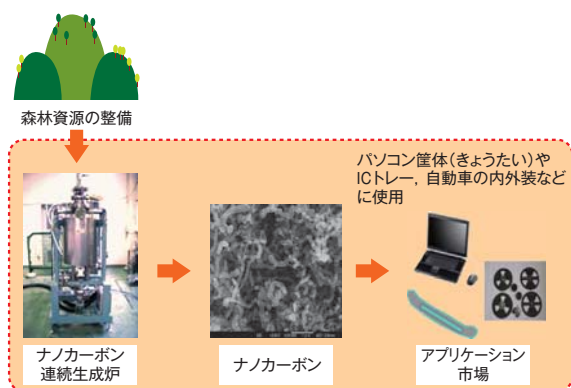 森林資源の整備
パソコン筐体(きょうたい)や
ICトレー，自動車の内外装など
に使用
ナノカーボン
連続生成炉
ナノカーボン
アプリケーション
市場